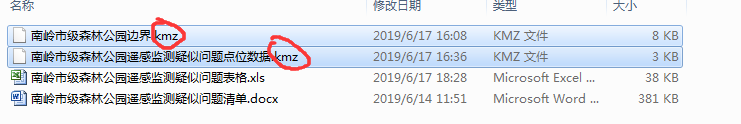 名称 修改日期 类型 大小
南岭市级森林公园边界.kmz 2019/6/17 16:08 KMZ 文件 8 KB
南岭市级森林公园遥感监测疑似问题点位数据.kmz 2019/6/17 16:36 KMZ 文件 3 KB
南岭市级森林公园遥感监测疑似问题表格.xls 2019/6/17 18:28 Microsoft Excel ... 38 KB
南岭市级森林公园遥感监测疑似问题清单.docx 2019/6/14 11:51 Microsoft Word ... 381 KB